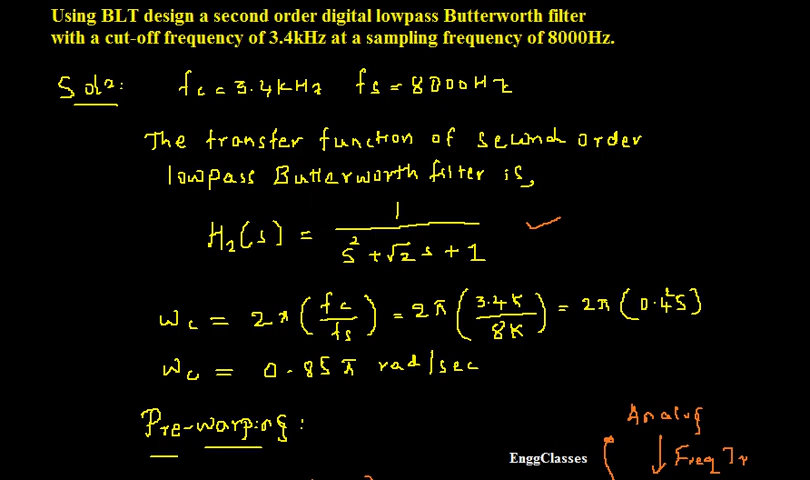 Using BLT design a second order digital lowpass Butterworth filter
with a cut-off frequency of 3.4kHz at a sampling frequency of 8000Hz.
Soln: fc = 3.4KHz fs = 8000Hz
The transfer function of second order
lowpass Butterworth filter is,
H₂(s) = 1 / (s² + √2 s + 1) ✓
ωc = 2π (fc/fs) = 2π (3.4K/8K) = 2π (0.425)
ωc = 0.85 π rad/sec
Pre-warping:
Analog
Freq
EnggClasses